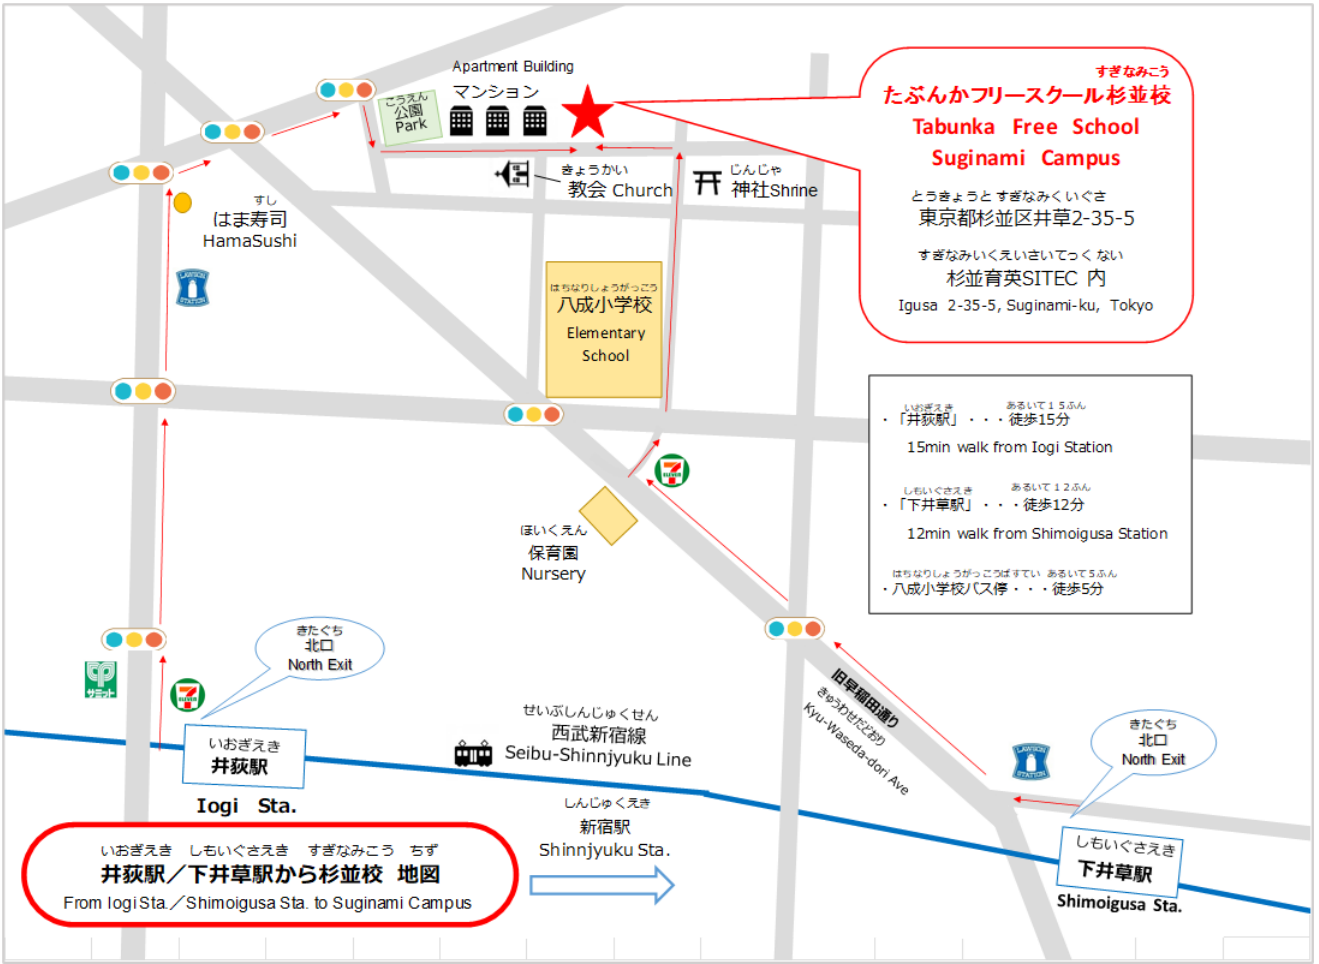 Apartment Building
マンション
こうえん
公園
Park
すぎなみこう
たぶんかフリースクール杉並校
Tabunka Free School
Suginami Campus
とうきょうと すぎなみく いぐさ
東京都杉並区井草2-35-5
すぎなみいくえいさいてっく ない
杉並育英SITEC 内
Igusa 2-35-5, Suginami-ku, Tokyo
きょうかい
教会 Church
じんじゃ
神社Shrine
すし
はま寿司
HamaSushi
LAWSON
STATION
はちなりしょうがっこう
八成小学校
Elementary
School
いおぎえき あるいて15ふん
・「井荻駅」・・・徒歩15分
15min walk from Iogi Station
しもいぐさえき あるいて12ふん
・「下井草駅」・・・徒歩12分
12min walk from Shimoigusa Station
はちなりしょうがっこうばすてい あるいて5ふん
・八成小学校バス停・・・徒歩5分
7
ELEVEN
ほいくえん
保育園
Nursery
きたぐち
北口
North Exit
サミット
7
ELEVEN
旧早稲田通り
きゅうわせだどおり
Kyu-Waseda-dori Ave
せいぶしんじゅくせん
西武新宿線
Seibu-Shinnjyuku Line
きたぐち
北口
North Exit
LAWSON
STATION
いおぎえき
井荻駅
Iogi Sta.
しんじゅくえき
新宿駅
Shinnjyuku Sta.
しもいぐさえき
下井草駅
Shimoigusa Sta.
いおぎえき しもいぐさえき すぎなみこう ちず
井荻駅／下井草駅から杉並校 地図
From Iogi Sta.／Shimoigusa Sta. to Suginami Campus